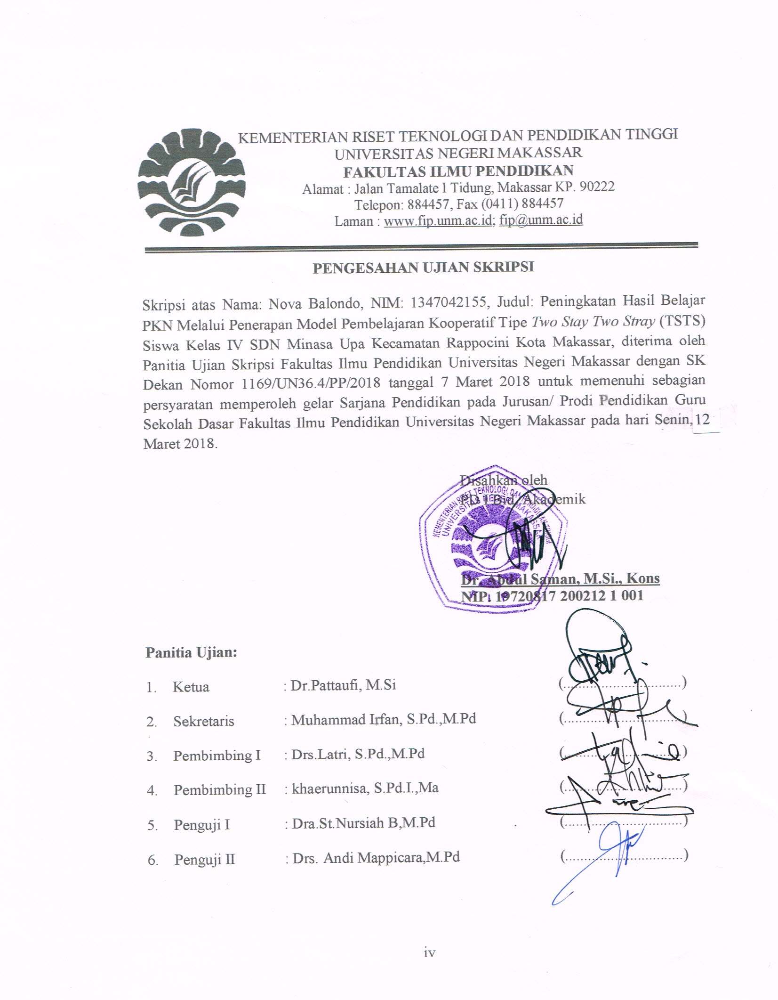 KEMENTERIAN RISET TEKNOLOGI DAN PENDIDIKAN TINGGI
UNIVERSITAS NEGERI MAKASSAR
FAKULTAS ILMU PENDIDIKAN
Alamat : Jalan Tamalate I Tidung, Makassar KP. 90222
Telepon: 884457, Fax (0411) 884457
Laman : www.fip.unm.ac.id; fip@unm.ac.id
PENGESAHAN UJIAN SKRIPSI
Skripsi atas Nama: Nova Balondo, NIM: 1347042155, Judul: Peningkatan Hasil Belajar
PKN Melalui Penerapan Model Pembelajaran Kooperatif Tipe Two Stay Two Stray (TSTS)
Siswa Kelas IV SDN Minasa Upa Kecamatan Rappocini Kota Makassar, diterima oleh
Panitia Ujian Skripsi Fakultas Ilmu Pendidikan Universitas Negeri Makassar dengan SK
Dekan Nomor 1169/UN36.4/PP/2018 tanggal 7 Maret 2018 untuk memenuhi sebagian
persyaratan memperoleh gelar Sarjana Pendidikan pada Jurusan/ Prodi Pendidikan Guru
Sekolah Dasar Fakultas Ilmu Pendidikan Universitas Negeri Makassar pada hari Senin, 12
Maret 2018.
Disahkan oleh
PD I Bid. Akademik
KEMENTERIAN RISET TEKNOLOGI DAN PENDIDIKAN TINGGI
UNIVERSITAS NEGERI MAKASSAR
F I P
Dr. Abdul Saman, M.Si., Kons
NIP. 19720817 200212 1 001
Panitia Ujian:
1. Ketua : Dr.Pattaufi, M.Si (..............................)
2. Sekretaris : Muhammad Irfan, S.Pd.,M.Pd (..............................)
3. Pembimbing I : Drs.Latri, S.Pd.,M.Pd (..............................)
4. Pembimbing II : khaerunnisa, S.Pd.I.,Ma (..............................)
5. Penguji I : Dra.St.Nursiah B,M.Pd (..............................)
6. Penguji II : Drs. Andi Mappicara,M.Pd (..............................)
iv